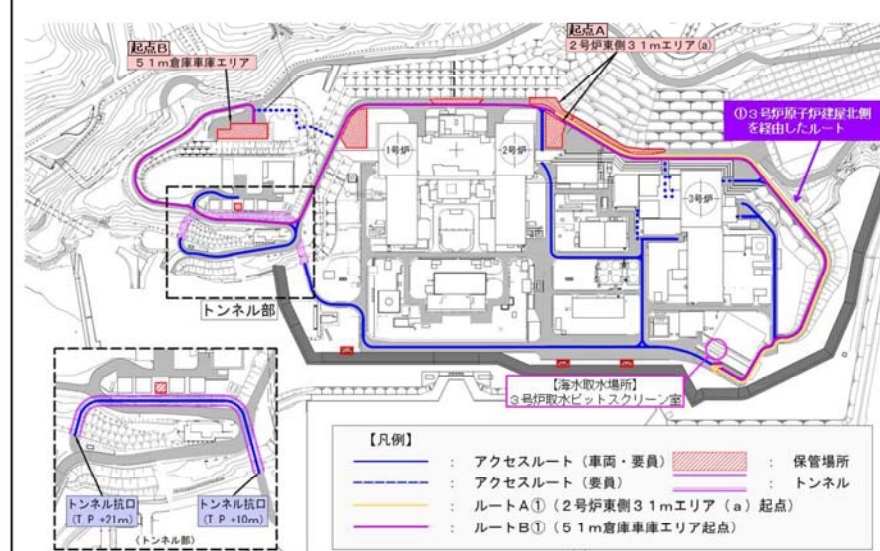 起点B
51m倉庫車庫エリア
起点A
2号炉東側31mエリア(a)
①3号炉原子炉建屋北側
を経由したルート
1号炉
2号炉
3号炉
トンネル部
【海水取水場所】
3号炉取水ピットスクリーン室
トンネル抗口
(TP +21m)
トンネル抗口
(TP +10m)
(トンネル部)
【凡例】
: アクセスルート(車両・要員)
: 保管場所
: アクセスルート(要員)
: トンネル
: ルートA①(2号炉東側31mエリア(a)起点)
: ルートB①(51m倉庫車庫エリア起点)